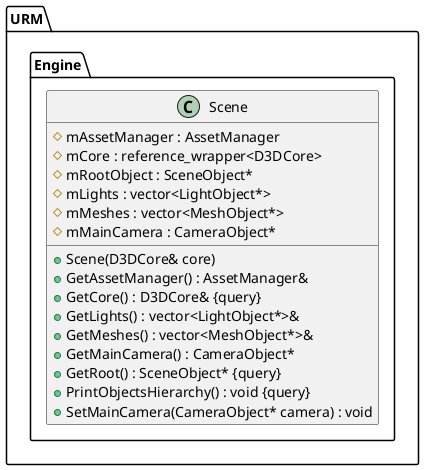 URM
Engine
C Scene
mAssetManager : AssetManager
mCore : reference_wrapper<D3DCore>
mRootObject : SceneObject*
mLights : vector<LightObject*>
mMeshes : vector<MeshObject*>
mMainCamera : CameraObject*
Scene(D3DCore& core)
GetAssetManager() : AssetManager&
GetCore() : D3DCore& {query}
GetLights() : vector<LightObject*>&
GetMeshes() : vector<MeshObject*>&
GetMainCamera() : CameraObject*
GetRoot() : SceneObject* {query}
PrintObjectsHierarchy() : void {query}
SetMainCamera(CameraObject* camera) : void